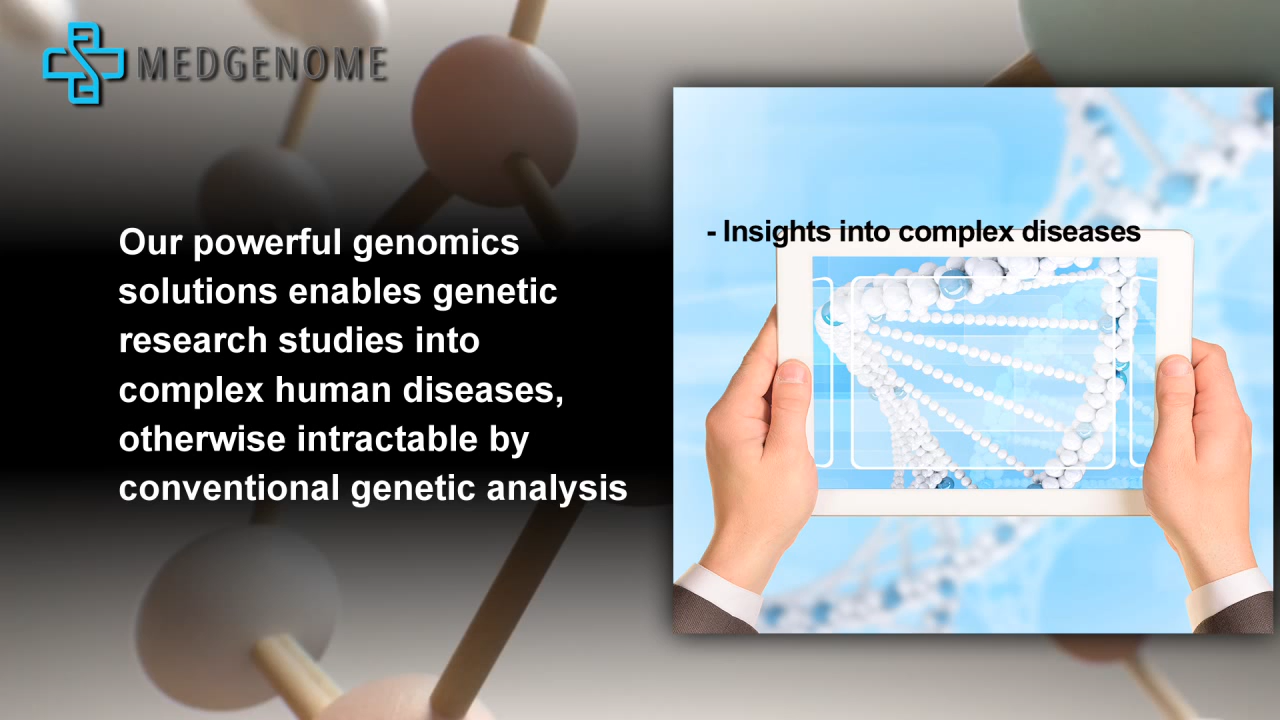 MEDGENOME
Our powerful genomics
solutions enables genetic
research studies into
complex human diseases,
otherwise intractable by
conventional genetic analysis
- Insights into complex diseases